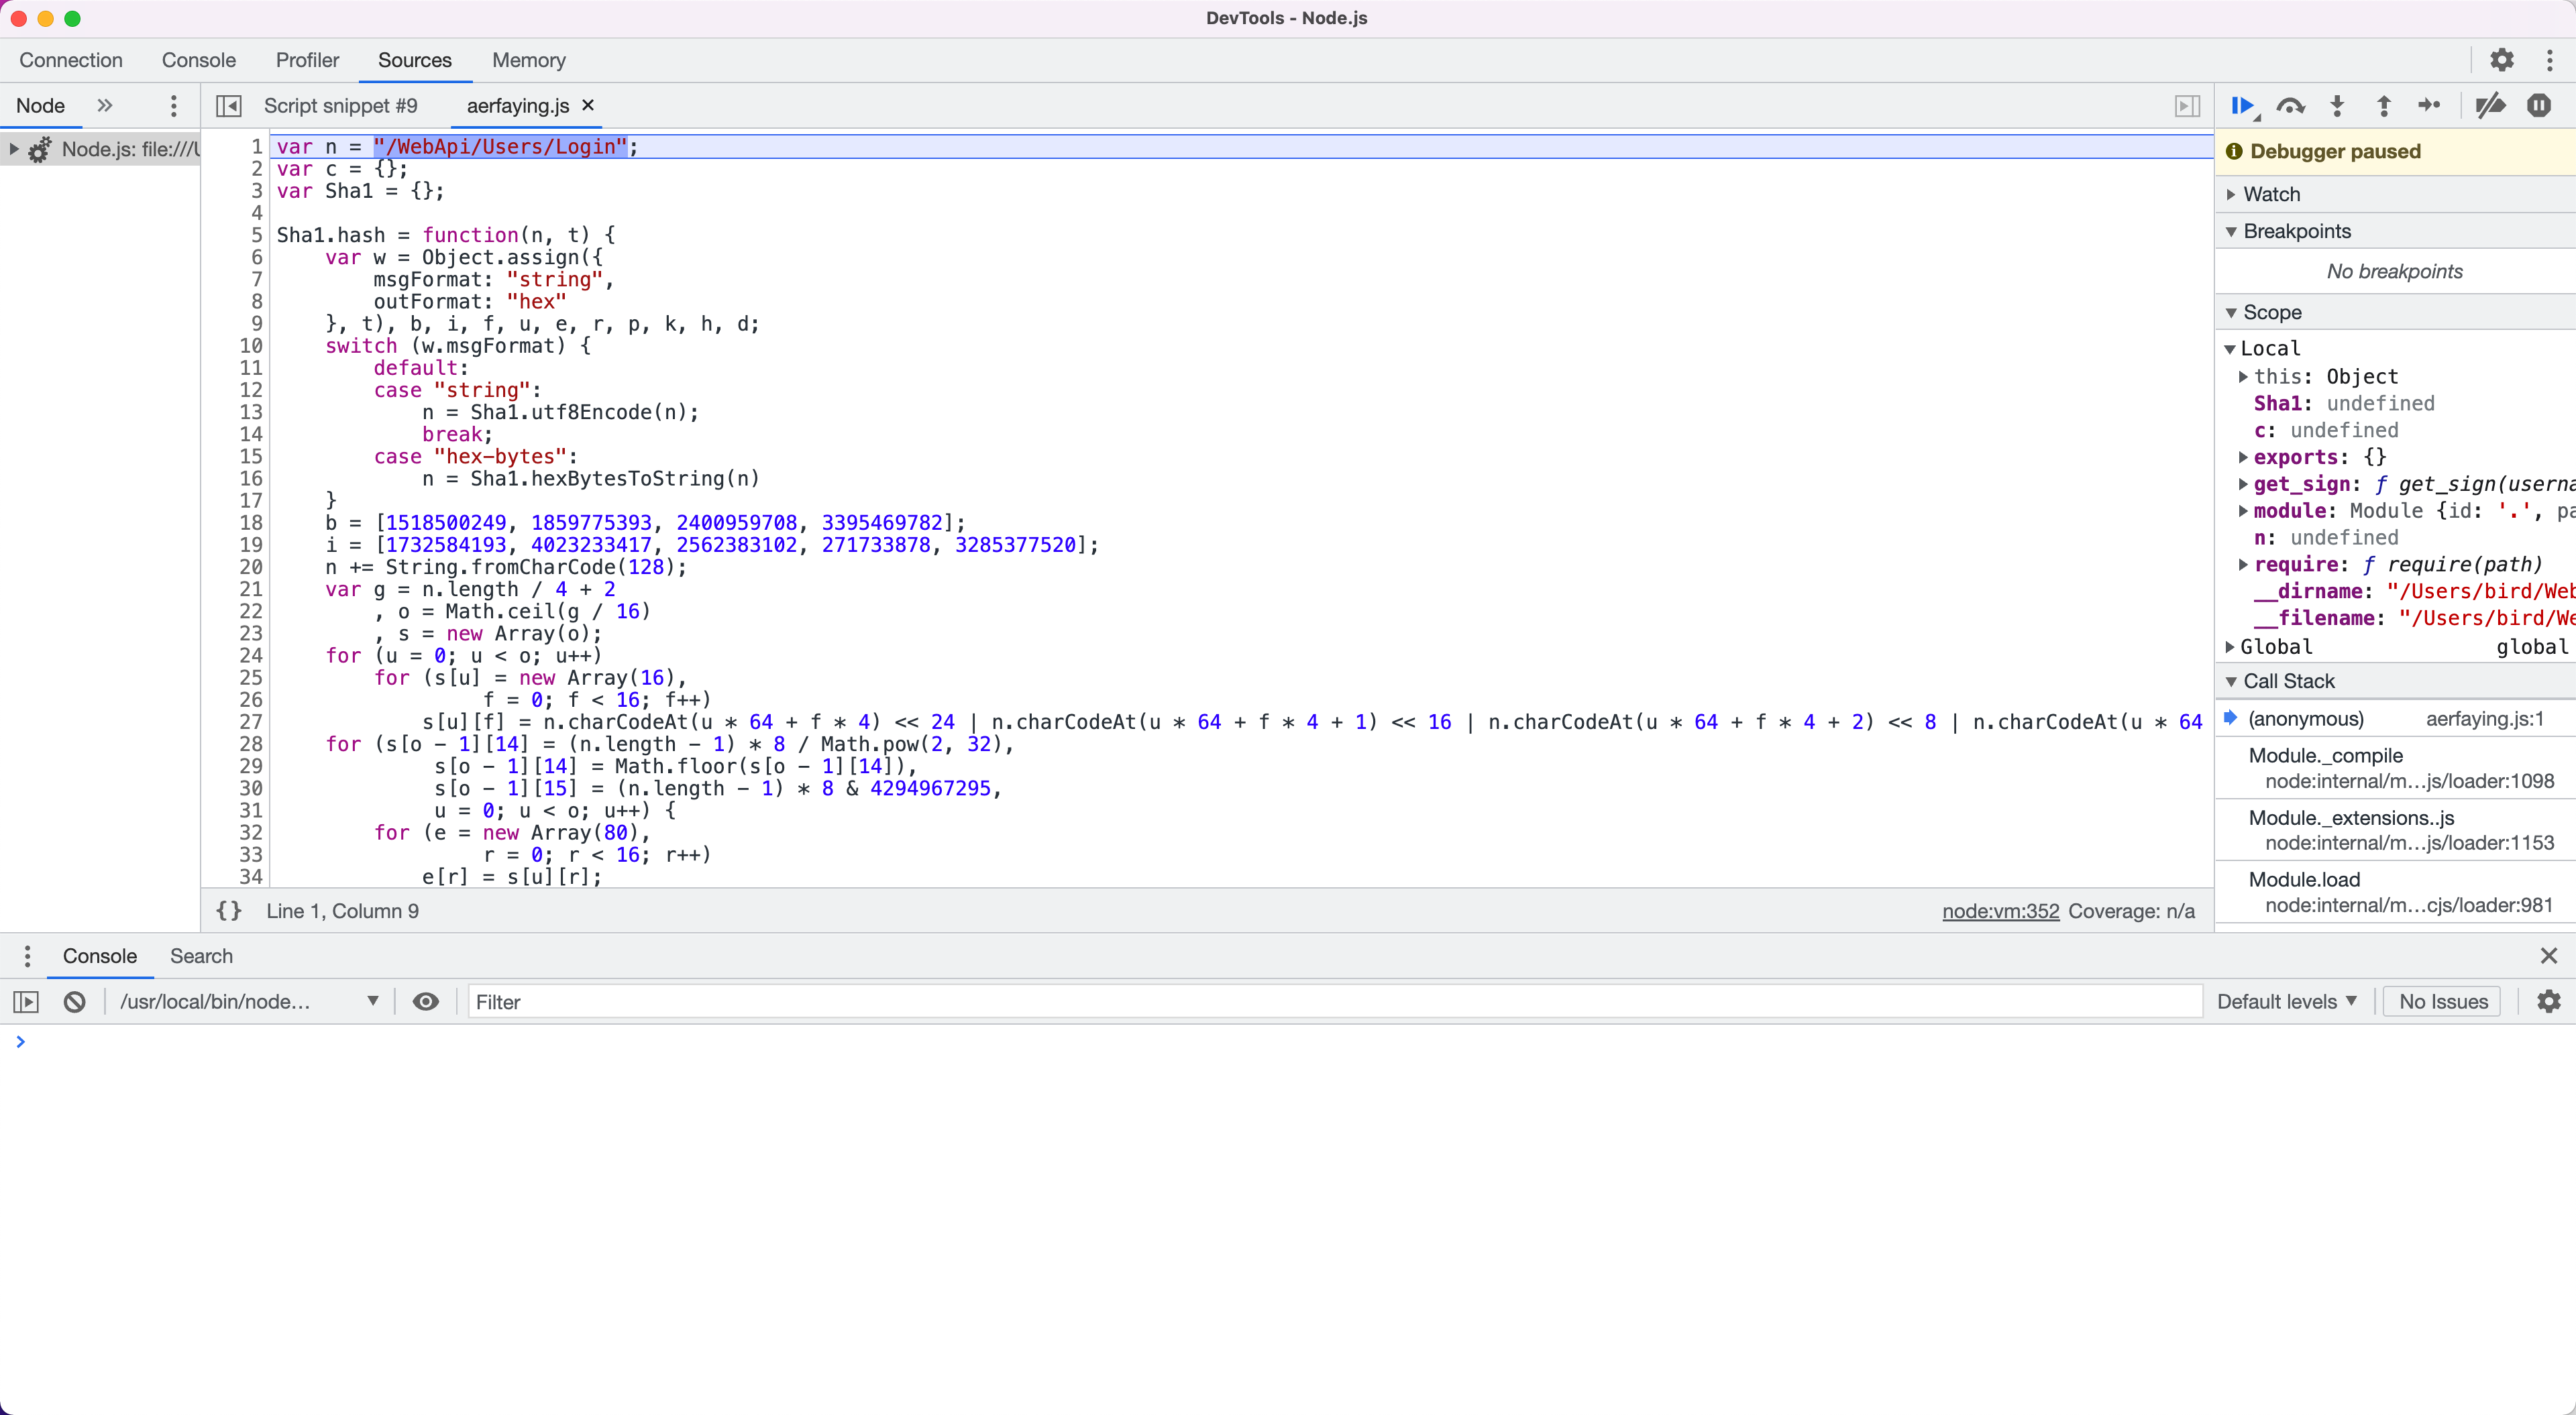 DevTools - Node.js
Connection Console Profiler Sources Memory
Node Script snippet #9 aerfaying.js
Node.js: file:///U
1 var n = "/WebApi/Users/Login";
2 var c = {};
3 var Sha1 = {};
4
5 Sha1.hash = function(n, t) {
6     var w = Object.assign({
7         msgFormat: "string",
8         outFormat: "hex"
9     }, t), b, i, f, u, e, r, p, k, h, d;
10     switch (w.msgFormat) {
11         default:
12         case "string":
13             n = Sha1.utf8Encode(n);
14             break;
15         case "hex-bytes":
16             n = Sha1.hexBytesToString(n)
17     }
18     b = [1518500249, 1859775393, 2400959708, 3395469782];
19     i = [1732584193, 4023233417, 2562383102, 271733878, 3285377520];
20     n += String.fromCharCode(128);
21     var g = n.length / 4 + 2
22         , o = Math.ceil(g / 16)
23         , s = new Array(o);
24     for (u = 0; u < o; u++)
25         for (s[u] = new Array(16),
26                  f = 0; f < 16; f++)
27             s[u][f] = n.charCodeAt(u * 64 + f * 4) << 24 | n.charCodeAt(u * 64 + f * 4 + 1) << 16 | n.charCodeAt(u * 64 + f * 4 + 2) << 8 | n.charCodeAt(u * 64
28     for (s[o - 1][14] = (n.length - 1) * 8 / Math.pow(2, 32),
29              s[o - 1][14] = Math.floor(s[o - 1][14]),
30              s[o - 1][15] = (n.length - 1) * 8 & 4294967295,
31              u = 0; u < o; u++) {
32         for (e = new Array(80),
33                  r = 0; r < 16; r++)
34             e[r] = s[u][r];
{} Line 1, Column 9 node:vm:352 Coverage: n/a
Debugger paused
Watch
Breakpoints
No breakpoints
Scope
Local
this: Object
Sha1: undefined
c: undefined
exports: {}
get_sign: ƒ get_sign(userna
module: Module {id: '.', pa
n: undefined
require: ƒ require(path)
__dirname: "/Users/bird/Web
__filename: "/Users/bird/We
Global global
Call Stack
(anonymous) aerfaying.js:1
Module._compile
node:internal/m…js/loader:1098
Module._extensions..js
node:internal/m…js/loader:1153
Module.load
node:internal/m…cjs/loader:981
Console Search
/usr/local/bin/node… Filter Default levels No Issues